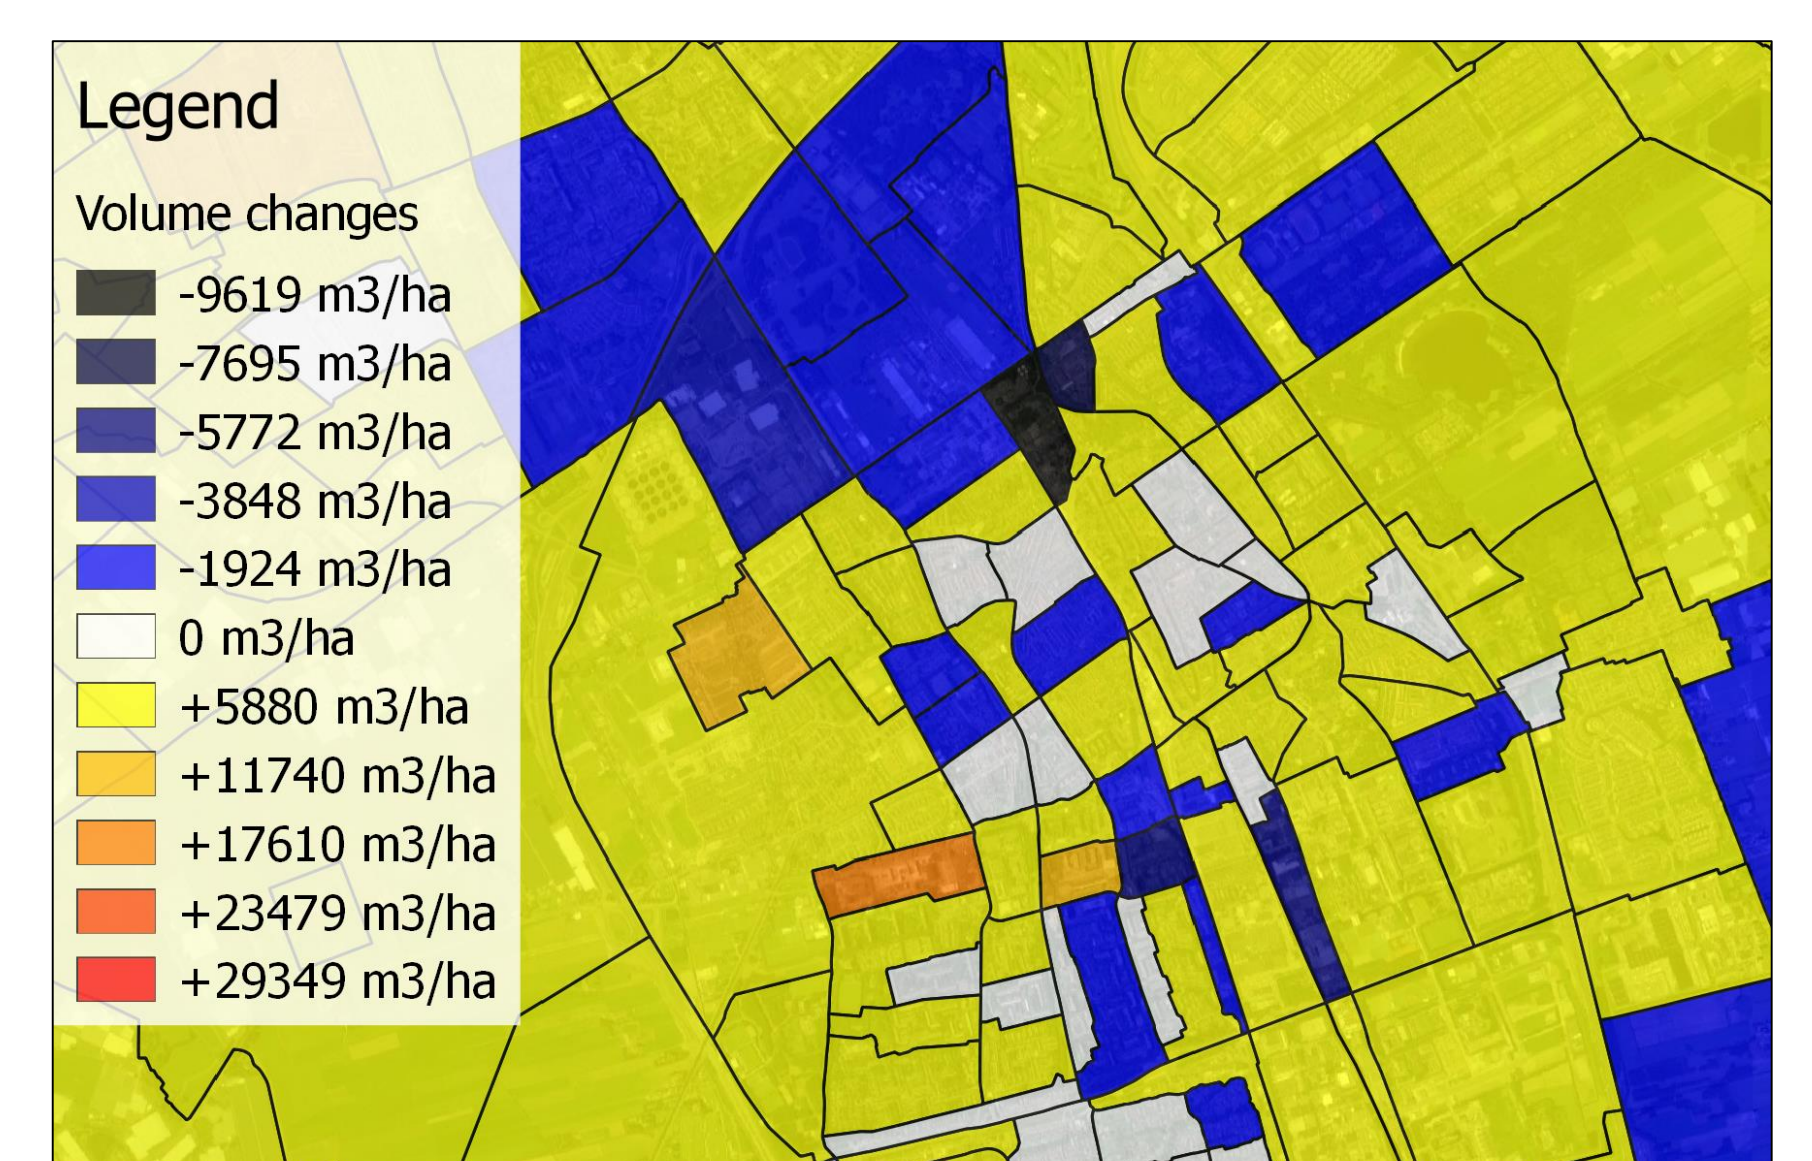 Legend
Volume changes
-9619 m3/ha
-7695 m3/ha
-5772 m3/ha
-3848 m3/ha
-1924 m3/ha
0 m3/ha
+5880 m3/ha
+11740 m3/ha
+17610 m3/ha
+23479 m3/ha
+29349 m3/ha